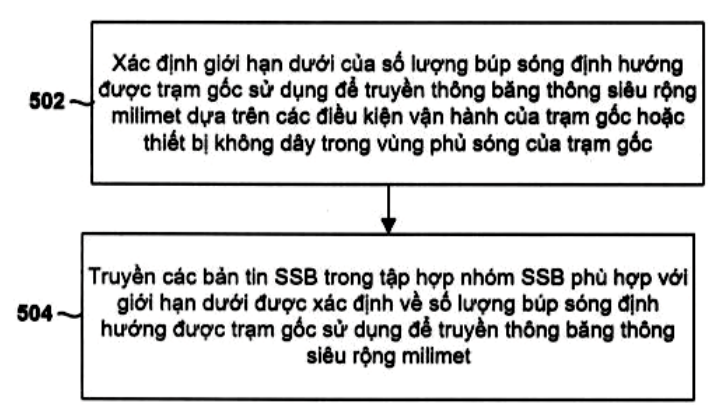 Xác định giới hạn dưới của số lượng búp sóng định hướng
được trạm gốc sử dụng để truyền thông băng thông siêu rộng
502
milimet dựa trên các điều kiện vận hành của trạm gốc hoặc
thiết bị không dây trong vùng phủ sóng của trạm gốc
Truyền các bản tin SSB trong tập hợp nhóm SSB phù hợp với
giới hạn dưới được xác định về số lượng búp sóng định
504
hướng được trạm gốc sử dụng để truyền thông băng thông
siêu rộng milimet